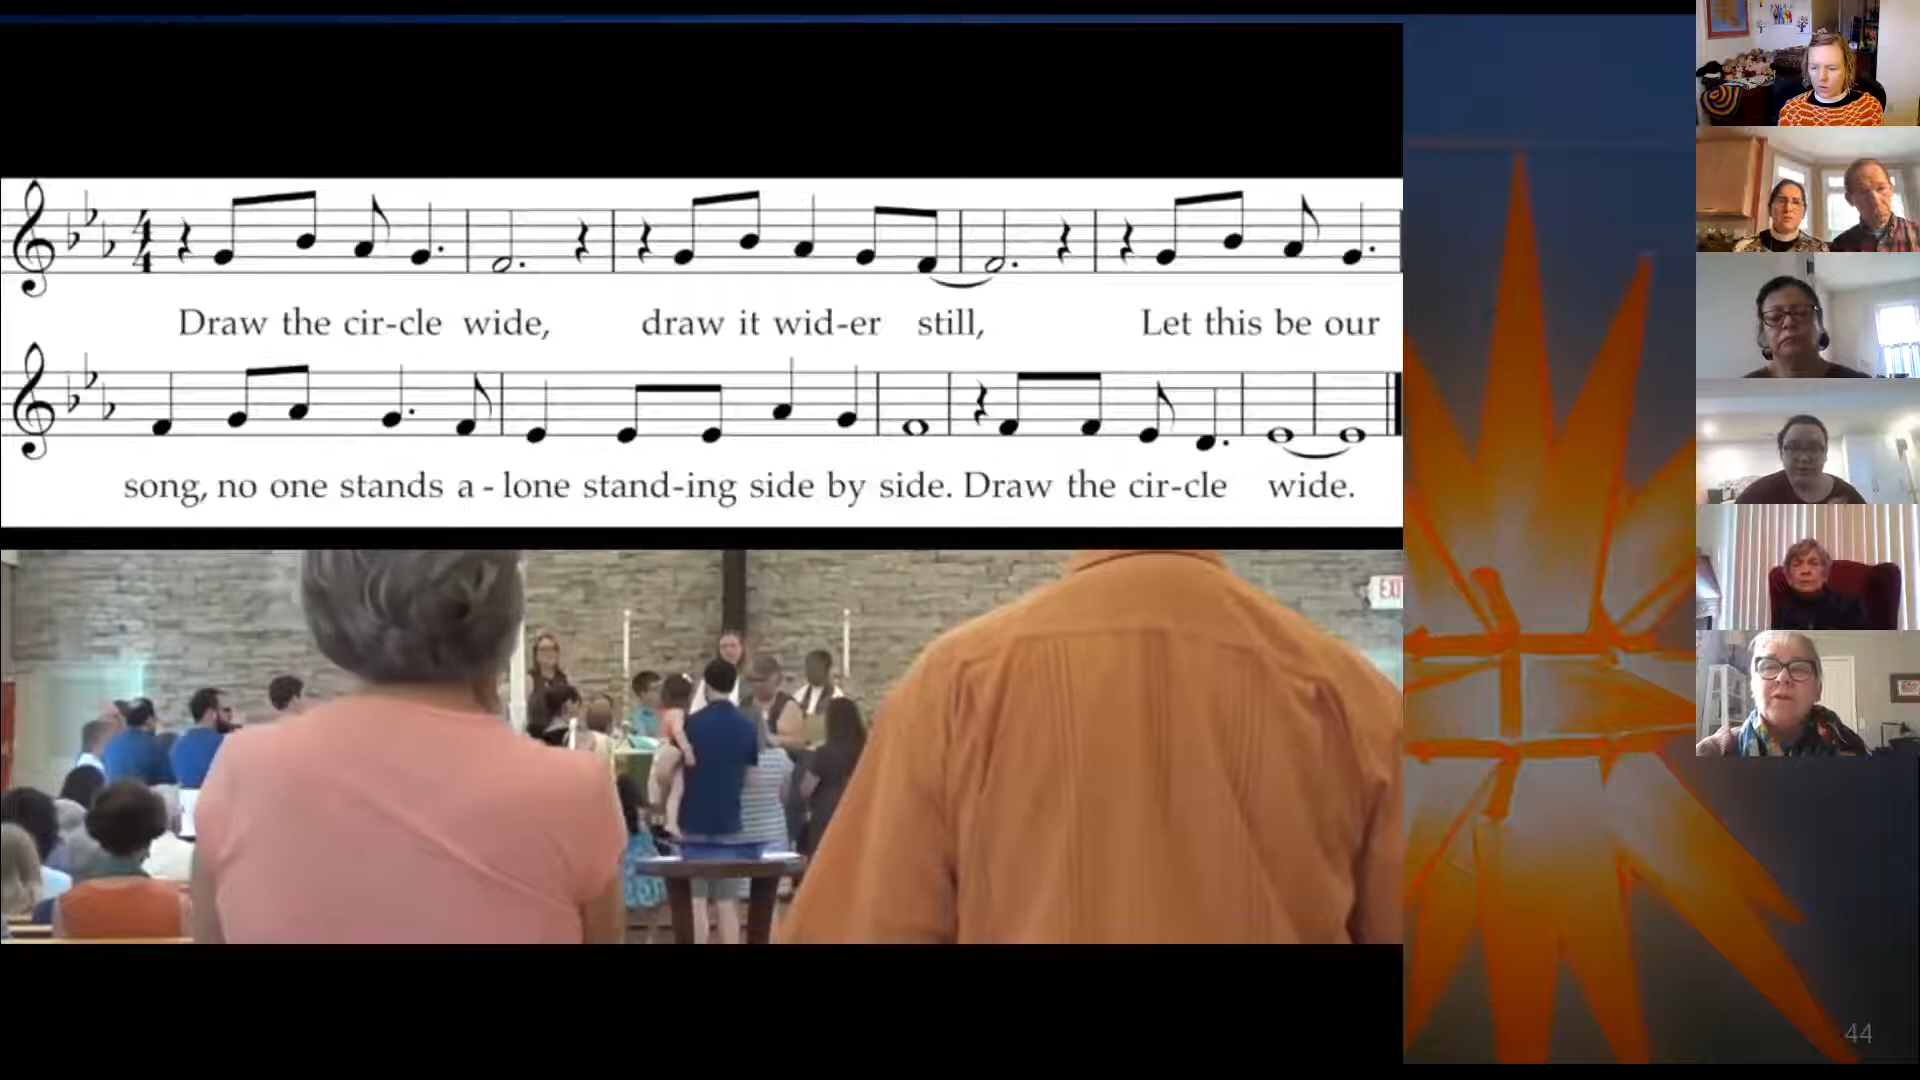 Draw the cir-cle wide, draw it wid-er still, Let this be our
song, no one stands a - lone stand-ing side by side. Draw the cir-cle wide.
44